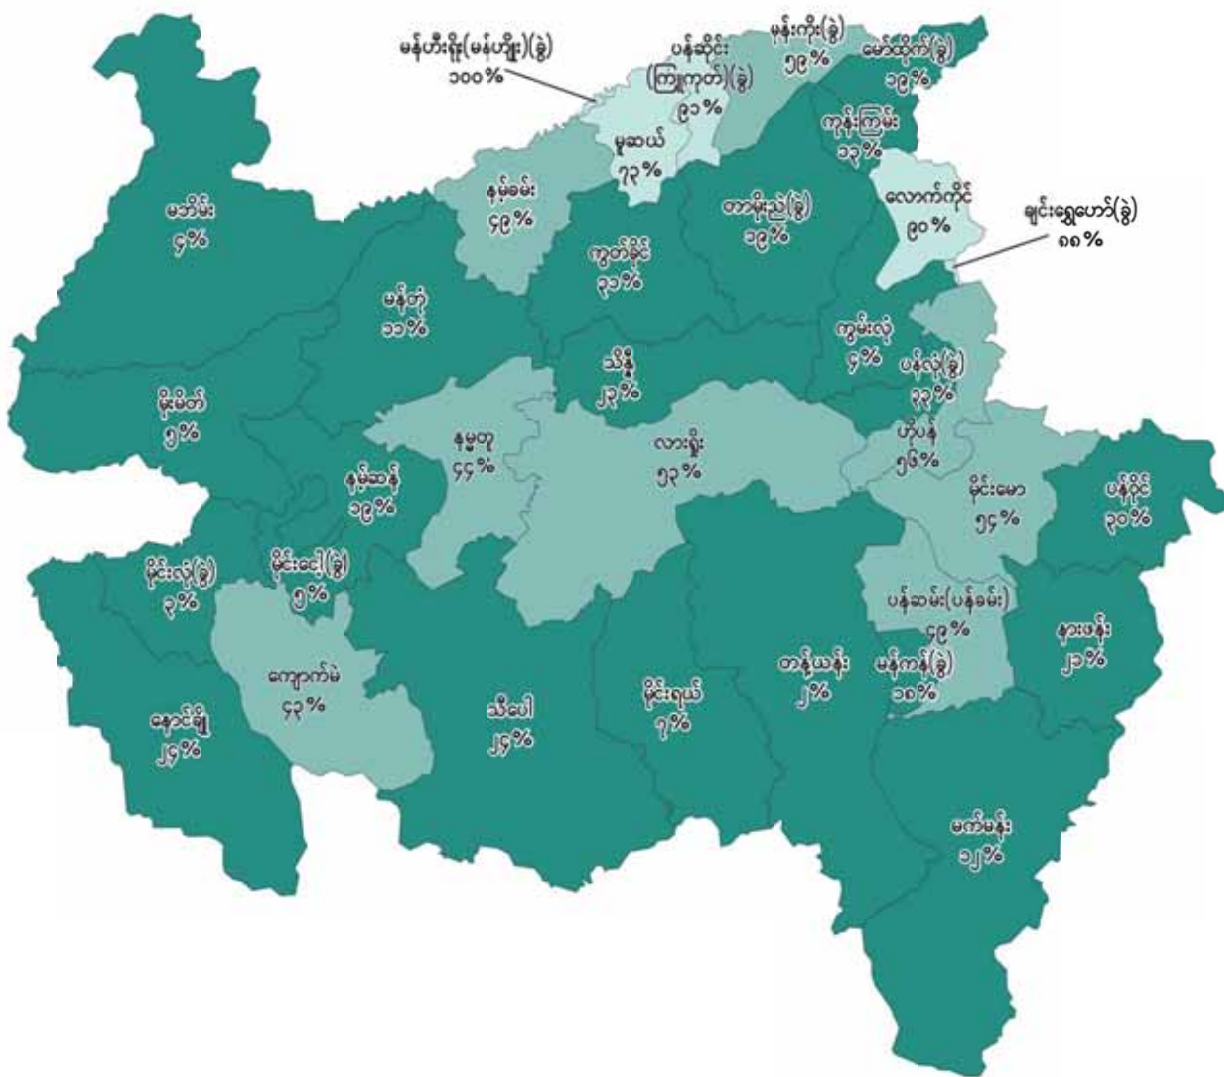 မန်ဟီးရိုး(မန်ဟျိုး)(ခွဲ)
၁၀၀%
ပန်ဆိုင်း
(ကြူကုတ်)(ခွဲ)
၉၁%
မုန်းကိုး(ခွဲ)
၅၉%
မော်ထိုက်(ခွဲ)
၁၉%
ကုန်းကြမ်း
၁၃%
မူဆယ်
၇၃%
နမ့်ခမ်း
၄၉%
မဘိမ်း
၄%
တာမိုးညဲ(ခွဲ)
၁၉%
လောက်ကိုင်
၉၀%
ချင်းရွှေဟော်(ခွဲ)
၈၈%
ကွတ်ခိုင်
၃၁%
မန်တုံ
၁၁%
ကွမ်းလုံ
၄%
သိန္နီ
၂၃%
ပန်လုံ(ခွဲ)
၃၃%
မိုးမိတ်
၅%
နမ္မတူ
၄၄%
လားရှိုး
၅၃%
ဟိုပန်
၅၆%
နမ့်ဆန်
၁၉%
မိုင်းမော
၅၄%
ပန်ဝိုင်
၃၀%
မိုင်းလုံ(ခွဲ)
၃%
မိုင်းငေါ့(ခွဲ)
၅%
ပန်ဆမ်း(ပန်ခမ်း)
၄၉%
နားဖန်း
၂၁%
ကျောက်မဲ
၄၃%
တန့်ယန်း
၂%
မန်ကန်(ခွဲ)
၁၈%
မိုင်းရယ်
၇%
သီပေါ
၂၄%
နောင်ချို
၂၄%
မက်မန်း
၁၂%